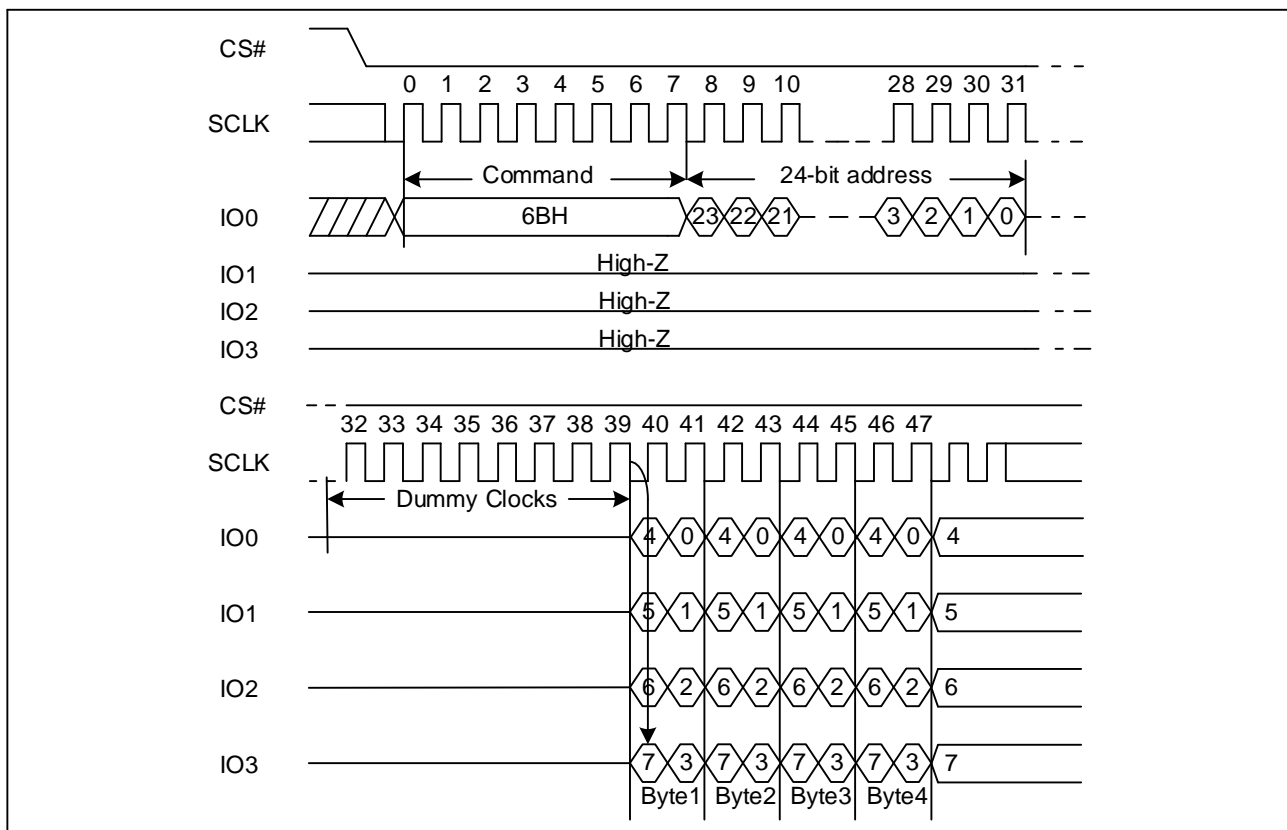 CS#
0 1 2 3 4 5 6 7 8 9 10 28 29 30 31
SCLK
Command 24-bit address
IO0 6BH 23 22 21 3 2 1 0
High-Z
IO1
High-Z
IO2
High-Z
IO3
CS#
32 33 34 35 36 37 38 39 40 41 42 43 44 45 46 47
SCLK
Dummy Clocks
IO0 4 0 4 0 4 0 4 0 4
IO1 5 1 5 1 5 1 5 1 5
IO2 6 2 6 2 6 2 6 2 6
IO3 7 3 7 3 7 3 7 3 7
Byte1 Byte2 Byte3 Byte4